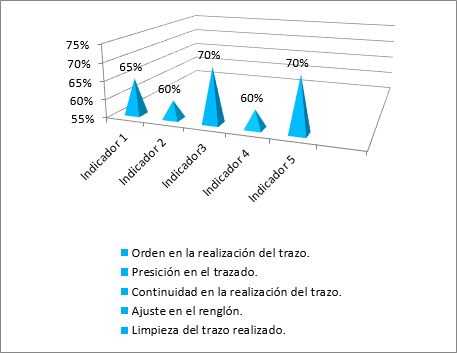 75%
70%
65%
60%
55%
65%
60%
70%
60%
70%
Indicador 1
Indicador 2
Indicador3
Indicador 4
Indicador 5
Orden en la realización del trazo.
Presición en el trazado.
Continuidad en la realización del trazo.
Ajuste en el renglón.
Limpieza del trazo realizado.